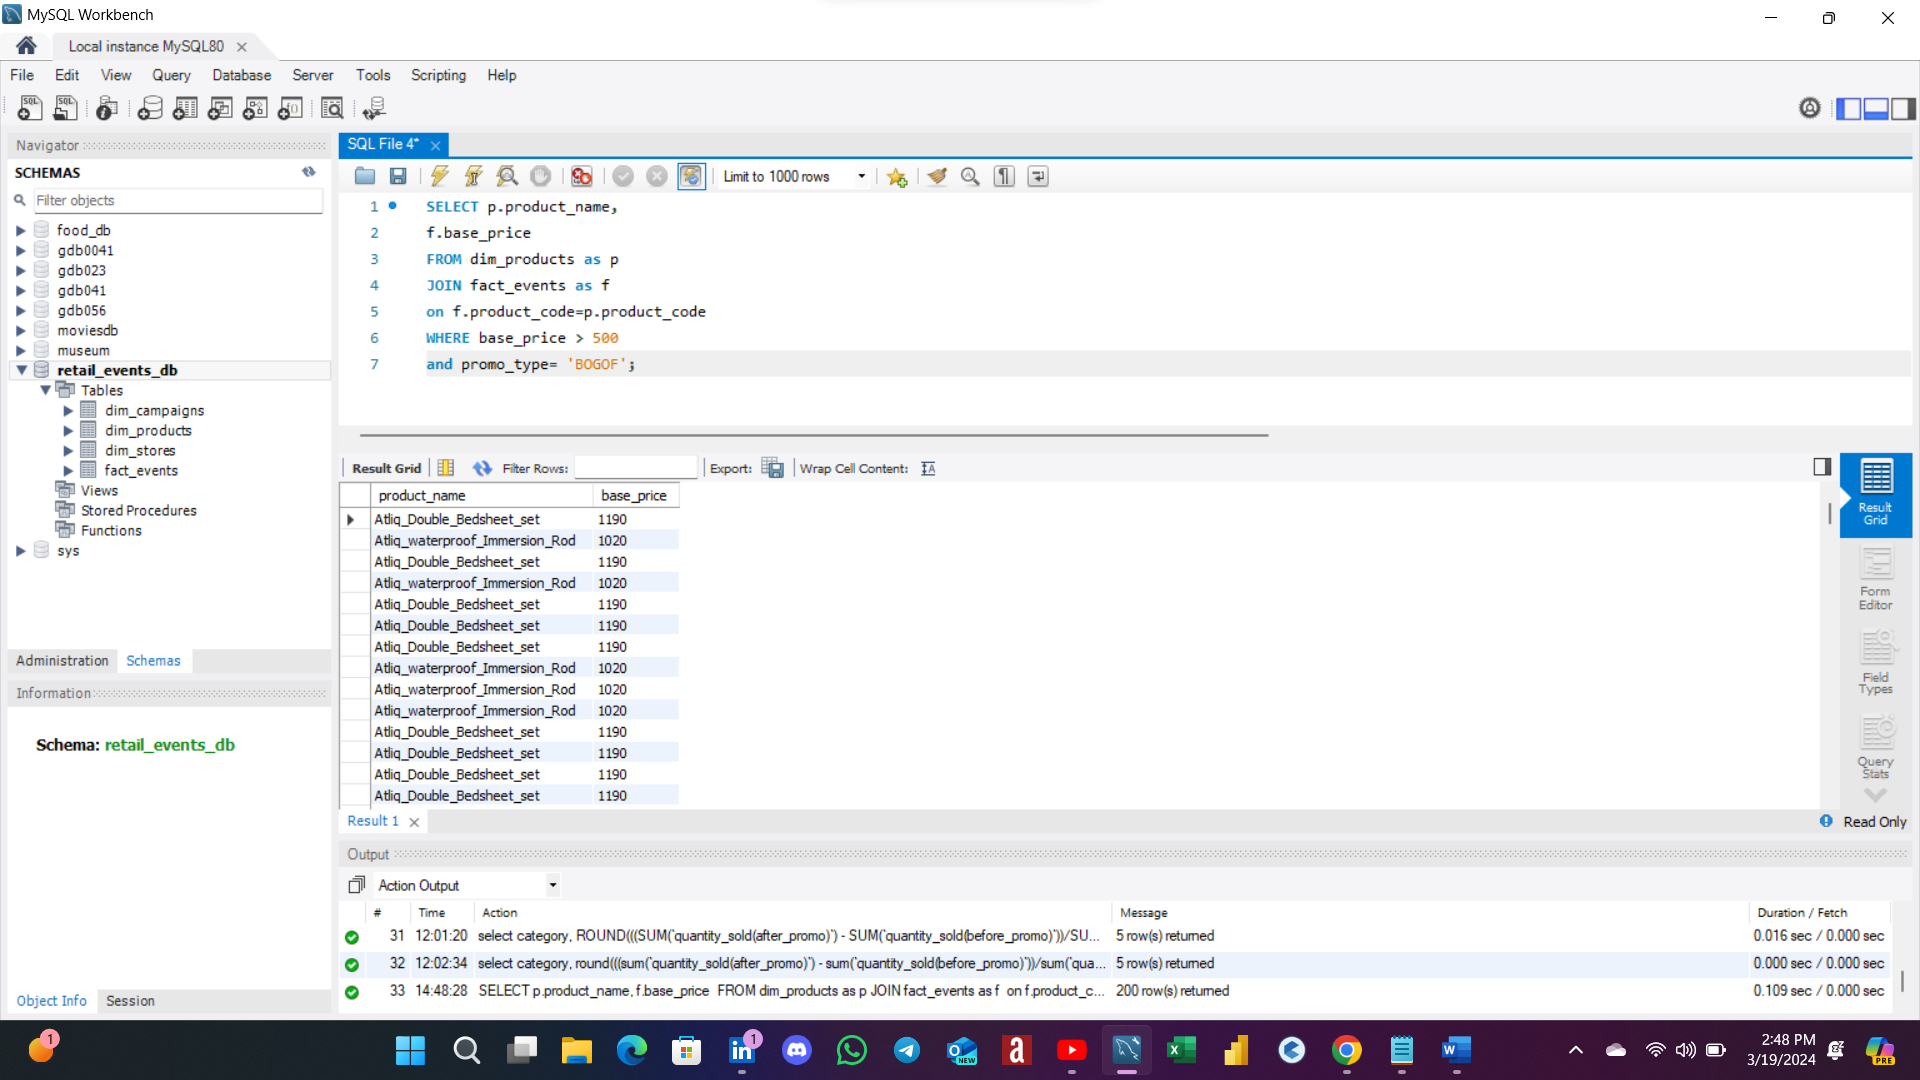 MySQL Workbench
Local instance MySQL80
File Edit View Query Database Server Tools Scripting Help
Navigator
SCHEMAS
Filter objects
food_db
gdb0041
gdb023
gdb041
gdb056
moviesdb
museum
retail_events_db
Tables
dim_campaigns
dim_products
dim_stores
fact_events
Views
Stored Procedures
Functions
sys
Administration Schemas
Information
Schema: retail_events_db
Object Info Session
SQL File 4*
Limit to 1000 rows
1 SELECT p.product_name,
2 f.base_price
3 FROM dim_products as p
4 JOIN fact_events as f
5 on f.product_code=p.product_code
6 WHERE base_price > 500
7 and promo_type= 'BOGOF';
Result Grid Filter Rows: Export: Wrap Cell Content:
product_name base_price
Atliq_Double_Bedsheet_set 1190
Atliq_waterproof_Immersion_Rod 1020
Atliq_Double_Bedsheet_set 1190
Atliq_waterproof_Immersion_Rod 1020
Atliq_Double_Bedsheet_set 1190
Atliq_Double_Bedsheet_set 1190
Atliq_Double_Bedsheet_set 1190
Atliq_waterproof_Immersion_Rod 1020
Atliq_waterproof_Immersion_Rod 1020
Atliq_waterproof_Immersion_Rod 1020
Atliq_Double_Bedsheet_set 1190
Atliq_Double_Bedsheet_set 1190
Atliq_Double_Bedsheet_set 1190
Atliq_Double_Bedsheet_set 1190
Result
Grid
Form
Editor
Field
Types
Query
Stats
Result 1
Read Only
Output
Action Output
# Time Action Message Duration / Fetch
31 12:01:20 select category, ROUND(((SUM(`quantity_sold(after_promo)`) - SUM(`quantity_sold(before_promo)`))/SU... 5 row(s) returned 0.016 sec / 0.000 sec
32 12:02:34 select category, round(((sum(`quantity_sold(after_promo)`) - sum(`quantity_sold(before_promo)`))/sum(`qua... 5 row(s) returned 0.000 sec / 0.000 sec
33 14:48:28 SELECT p.product_name, f.base_price FROM dim_products as p JOIN fact_events as f on f.product_c... 200 row(s) returned 0.109 sec / 0.000 sec
1
1
NEW
2:48 PM
3/19/2024
PRE